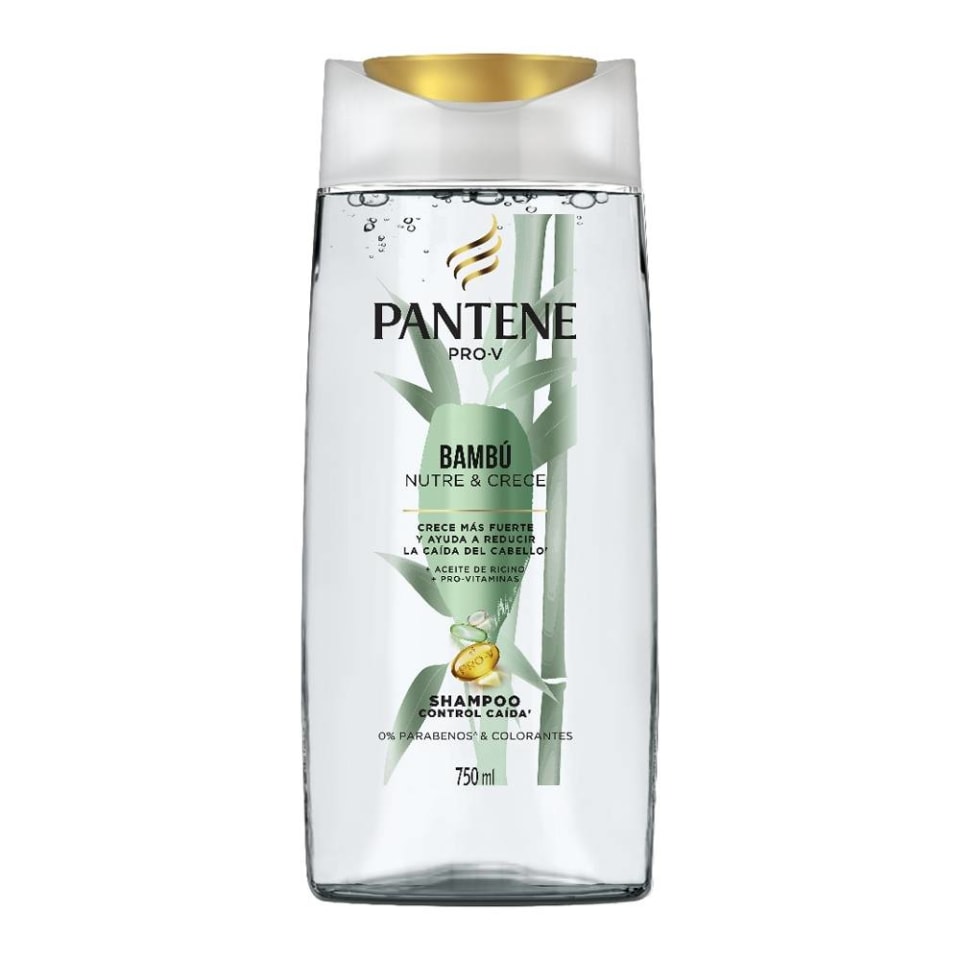 PANTENE
PRO-V
BAMBÚ
NUTRE & CRECE
CRECE MÁS FUERTE
Y AYUDA A REDUCIR
LA CAÍDA DEL CABELLO'
+ ACEITE DE RICINO
+ PRO-VITAMINAS
PRO-V
SHAMPOO
CONTROL CAÍDA'
0% PARABENOS^ & COLORANTES
750 ml